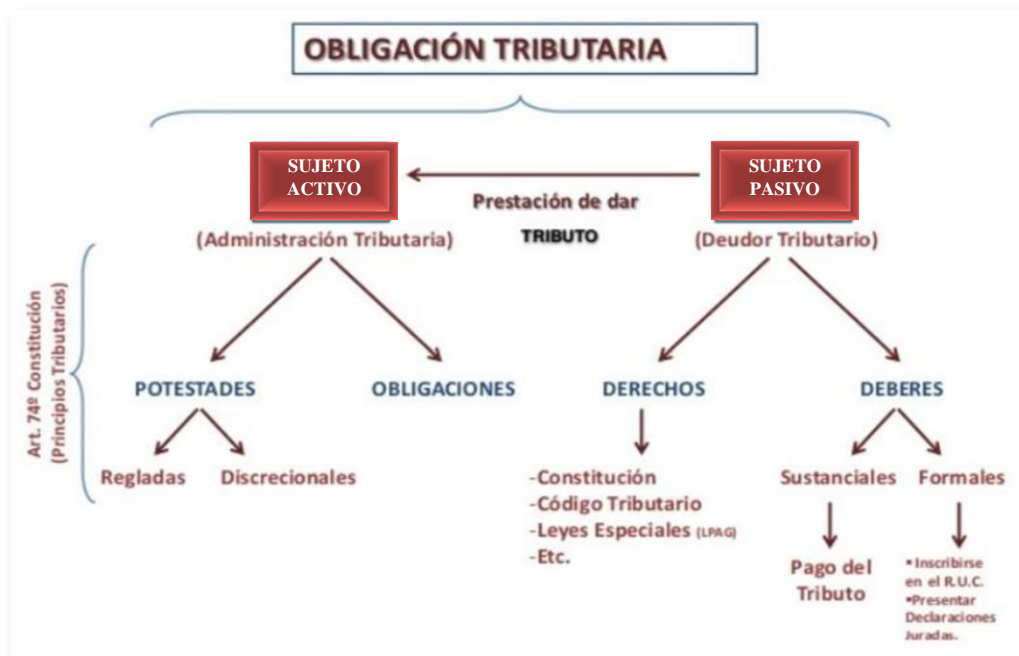 OBLIGACIÓN TRIBUTARIA
SUJETO
ACTIVO
SUJETO
PASIVO
Prestación de dar
TRIBUTO
(Administración Tributaria)
(Deudor Tributario)
Art. 74º Constitución
(Principios Tributarios)
POTESTADES
OBLIGACIONES
DERECHOS
DEBERES
Regladas
Discrecionales
-Constitución
-Código Tributario
-Leyes Especiales (LPAG)
-Etc.
Sustanciales
Formales
Pago del
Tributo
▪Inscribirse
en el R.U.C.
▪Presentar
Declaraciones
Juradas.